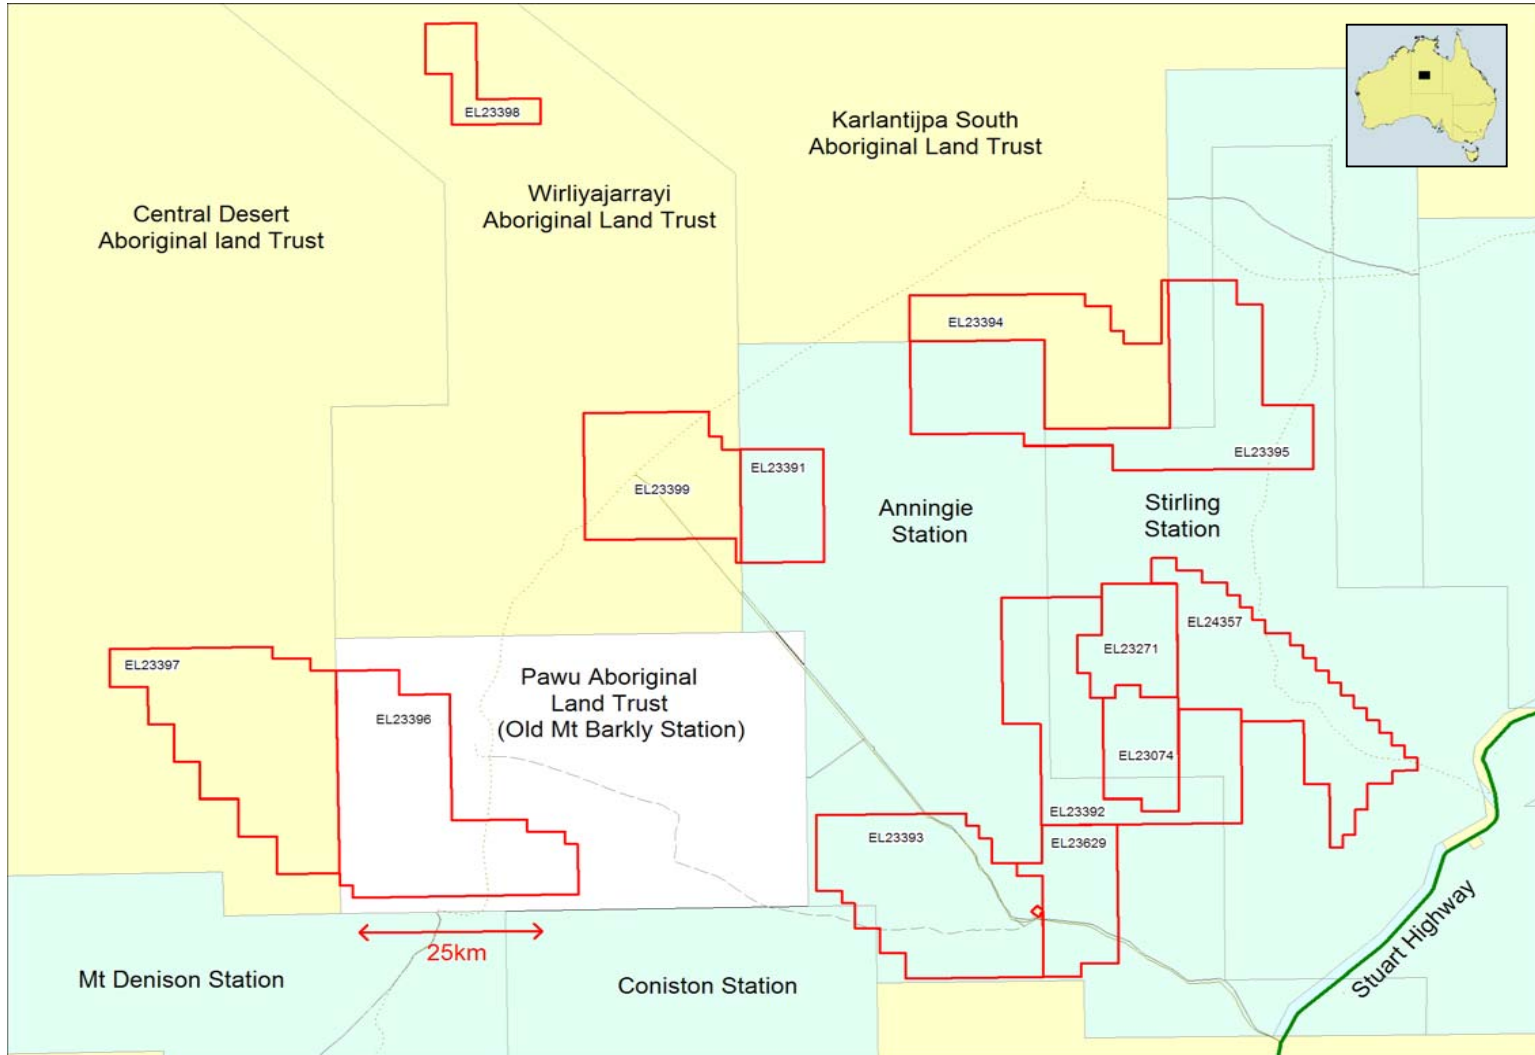 EL23398
Karlantijpa South
Aboriginal Land Trust
Wirliyajarrayi
Aboriginal Land Trust
Central Desert
Aboriginal land Trust
EL23394
EL23395
EL23391
EL23399
Anningie
Station
Stirling
Station
EL24357
EL23271
EL23397
Pawu Aboriginal
Land Trust
(Old Mt Barkly Station)
EL23396
EL23074
EL23392
EL23393
EL23629
25km
Mt Denison Station
Coniston Station
Stuart Highway